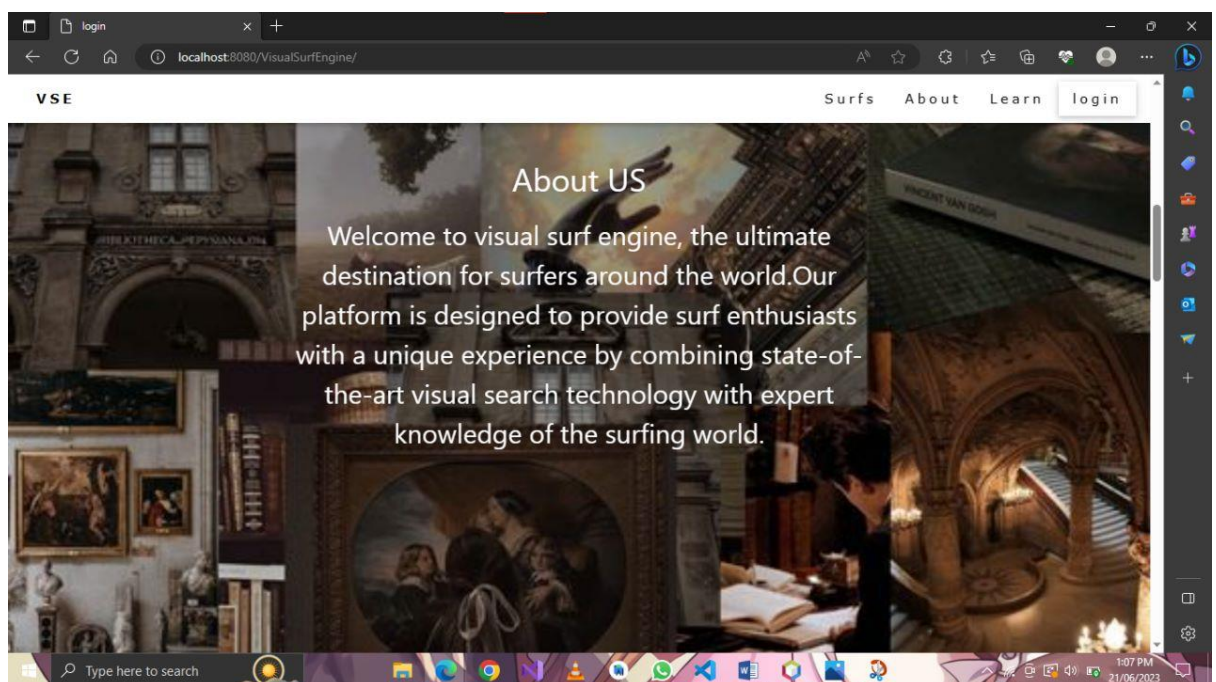 login
localhost:8080/VisualSurfEngine/
VSE
Surfs About Learn login
About US
Welcome to visual surf engine, the ultimate
destination for surfers around the world.Our
platform is designed to provide surf enthusiasts
with a unique experience by combining state-of-
the-art visual search technology with expert
knowledge of the surfing world.
VINCENT VAN GOGH
Type here to search
1:07 PM
21/06/2023